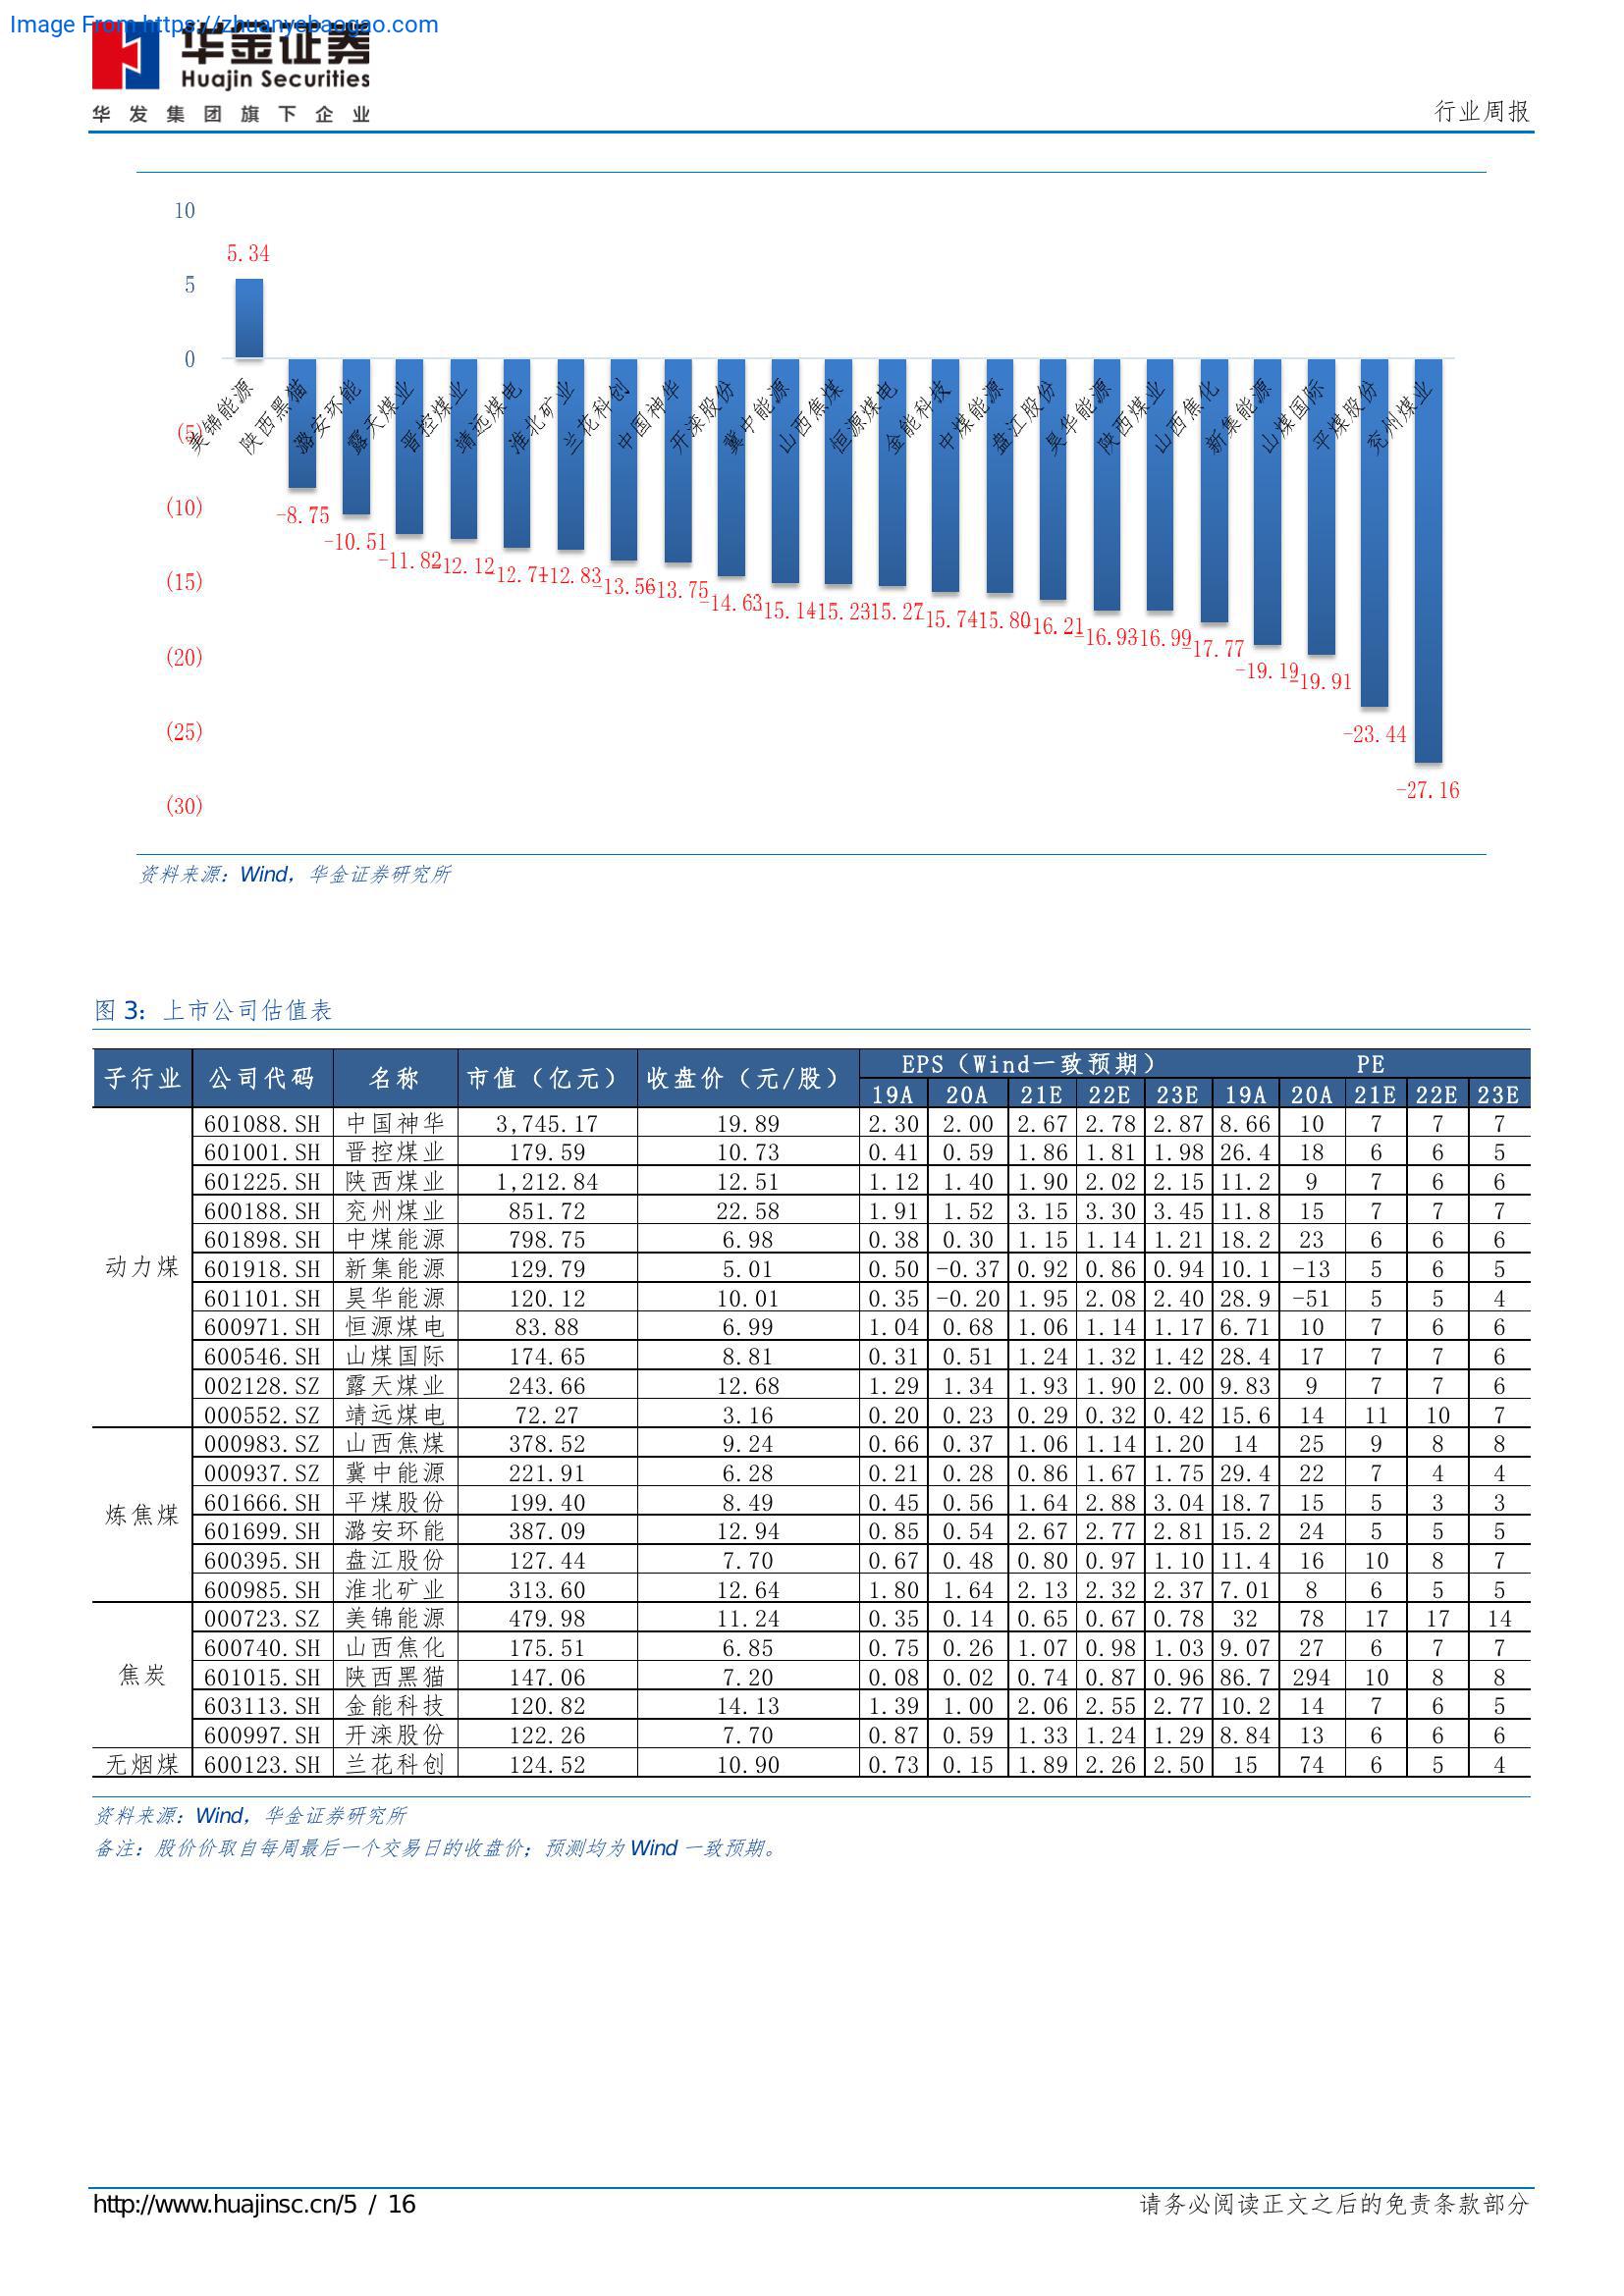 Image From https://zhuanyebaogao.com
华金证券
Huajin Securities
华发集团旗下企业
行业周报
10
5
0
(5)
(10)
(15)
(20)
(25)
(30)
5.34
-8.75
-10.51
-11.82
-12.12
-12.71
-12.83
-13.56
-13.75
-14.63
-15.14
-15.23
-15.27
-15.74
-15.80
-16.21
-16.93
-16.99
-17.77
-19.19
-19.91
-23.44
-27.16
美锦能源
陕西黑猫
潞安环能
露天煤业
晋控煤业
靖远煤电
淮北矿业
兰花科创
中国神华
开滦股份
冀中能源
山西焦煤
恒源煤电
金能科技
中煤能源
盘江股份
昊华能源
陕西煤业
山西焦化
新集能源
山煤国际
平煤股份
兖州煤业
资料来源：Wind，华金证券研究所
图 3：上市公司估值表
子行业 公司代码 名称 市值（亿元） 收盘价（元/股） EPS（Wind一致预期） PE
19A 20A 21E 22E 23E 19A 20A 21E 22E 23E
动力煤
601088.SH 中国神华 3,745.17 19.89 2.30 2.00 2.67 2.78 2.87 8.66 10 7 7 7
601001.SH 晋控煤业 179.59 10.73 0.41 0.59 1.86 1.81 1.98 26.4 18 6 6 5
601225.SH 陕西煤业 1,212.84 12.51 1.12 1.40 1.90 2.02 2.15 11.2 9 7 6 6
600188.SH 兖州煤业 851.72 22.58 1.91 1.52 3.15 3.30 3.45 11.8 15 7 7 7
601898.SH 中煤能源 798.75 6.98 0.38 0.30 1.15 1.14 1.21 18.2 23 6 6 6
601918.SH 新集能源 129.79 5.01 0.50 -0.37 0.92 0.86 0.94 10.1 -13 5 6 5
601101.SH 昊华能源 120.12 10.01 0.35 -0.20 1.95 2.08 2.40 28.9 -51 5 5 4
600971.SH 恒源煤电 83.88 6.99 1.04 0.68 1.06 1.14 1.17 6.71 10 7 6 6
600546.SH 山煤国际 174.65 8.81 0.31 0.51 1.24 1.32 1.42 28.4 17 7 7 6
002128.SZ 露天煤业 243.66 12.68 1.29 1.34 1.93 1.90 2.00 9.83 9 7 7 6
000552.SZ 靖远煤电 72.27 3.16 0.20 0.23 0.29 0.32 0.42 15.6 14 11 10 7
炼焦煤
000983.SZ 山西焦煤 378.52 9.24 0.66 0.37 1.06 1.14 1.20 14 25 9 8 8
000937.SZ 冀中能源 221.91 6.28 0.21 0.28 0.86 1.67 1.75 29.4 22 7 4 4
601666.SH 平煤股份 199.40 8.49 0.45 0.56 1.64 2.88 3.04 18.7 15 5 3 3
601699.SH 潞安环能 387.09 12.94 0.85 0.54 2.67 2.77 2.81 15.2 24 5 5 5
600395.SH 盘江股份 127.44 7.70 0.67 0.48 0.80 0.97 1.10 11.4 16 10 8 7
600985.SH 淮北矿业 313.60 12.64 1.80 1.64 2.13 2.32 2.37 7.01 8 6 5 5
焦炭
000723.SZ 美锦能源 479.98 11.24 0.35 0.14 0.65 0.67 0.78 32 78 17 17 14
600740.SH 山西焦化 175.51 6.85 0.75 0.26 1.07 0.98 1.03 9.07 27 6 7 7
601015.SH 陕西黑猫 147.06 7.20 0.08 0.02 0.74 0.87 0.96 86.7 294 10 8 8
603113.SH 金能科技 120.82 14.13 1.39 1.00 2.06 2.55 2.77 10.2 14 7 6 5
600997.SH 开滦股份 122.26 7.70 0.87 0.59 1.33 1.24 1.29 8.84 13 6 6 6
无烟煤 600123.SH 兰花科创 124.52 10.90 0.73 0.15 1.89 2.26 2.50 15 74 6 5 4
资料来源：Wind，华金证券研究所
备注：股价价取自每周最后一个交易日的收盘价；预测均为 Wind 一致预期。
http://www.huajinsc.cn/5 / 16
请务必阅读正文之后的免责条款部分